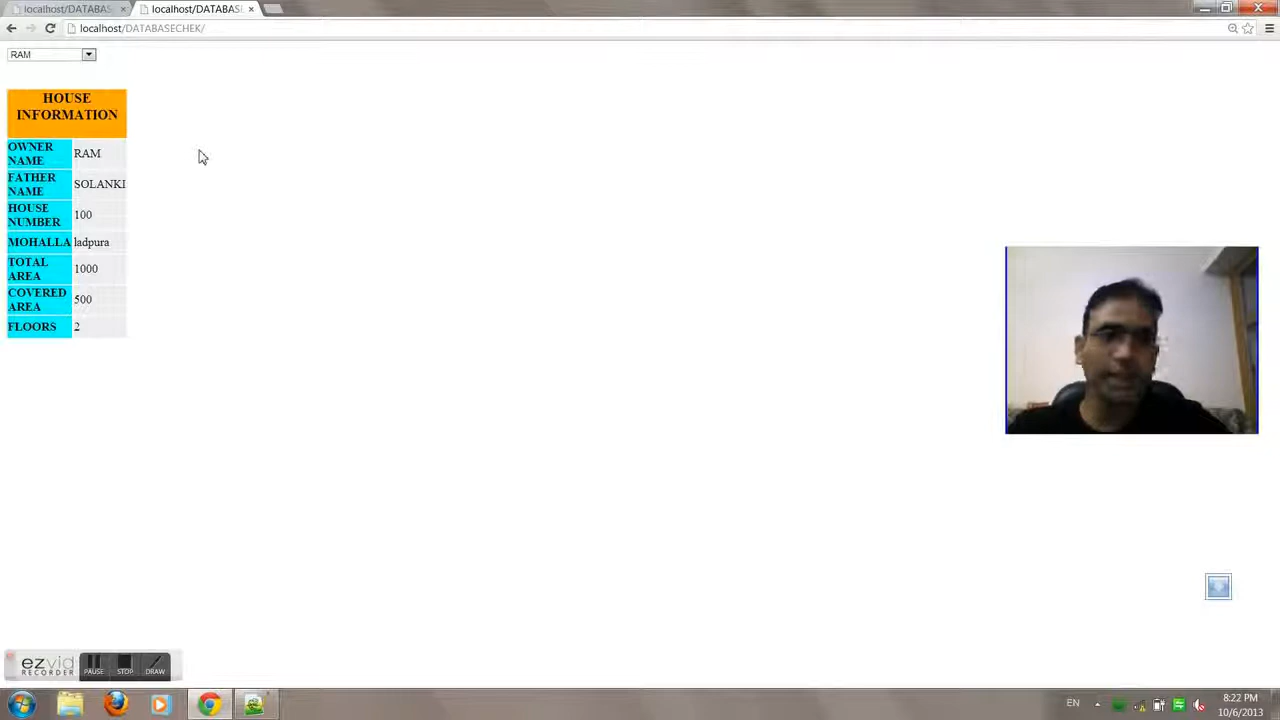 localhost/DATABAS
localhost/DATABAS
localhost/DATABASECHEK/
RAM
HOUSE
INFORMATION
OWNER
NAME
RAM
FATHER
NAME
SOLANKI
HOUSE
NUMBER
100
MOHALLA
ladpura
TOTAL
AREA
1000
COVERED
AREA
500
FLOORS
2
ezvid
RECORDER
PAUSE
STOP
DRAW
EN
8:22 PM
10/6/2013